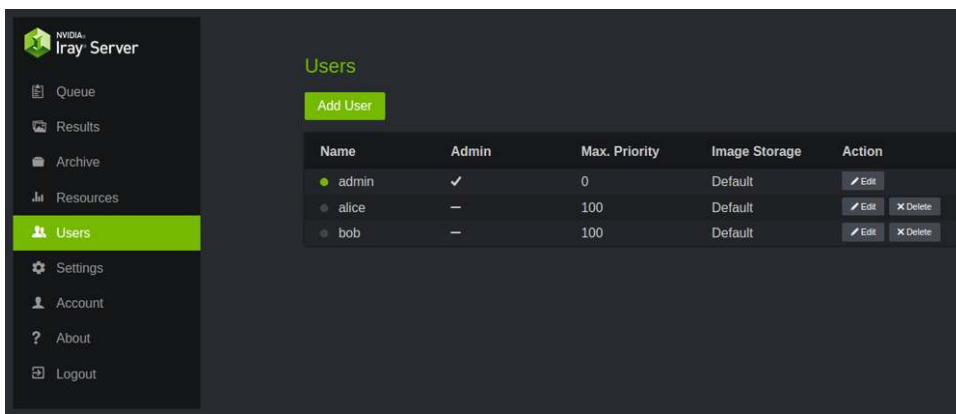 NVIDIA.
Iray® Server
Queue
Results
Archive
Resources
Users
Settings
Account
? About
Logout
Users
Add User
Name Admin Max. Priority Image Storage Action
admin ✓ 0 Default Edit
alice – 100 Default Edit × Delete
bob – 100 Default Edit × Delete